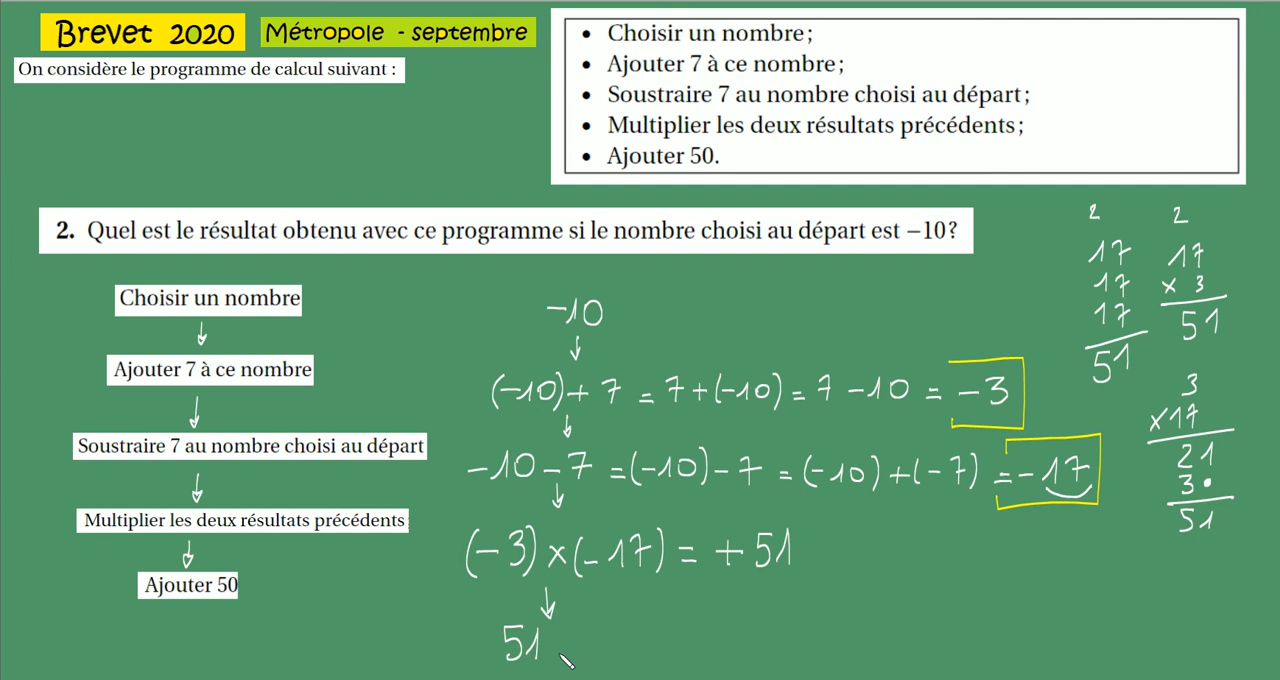 Brevet 2020 Métropole - septembre
On considère le programme de calcul suivant :
• Choisir un nombre;
• Ajouter 7 à ce nombre;
• Soustraire 7 au nombre choisi au départ;
• Multiplier les deux résultats précédents;
• Ajouter 50.
2. Quel est le résultat obtenu avec ce programme si le nombre choisi au départ est −10?
Choisir un nombre
↓
Ajouter 7 à ce nombre
↓
Soustraire 7 au nombre choisi au départ
↓
Multiplier les deux résultats précédents
↓
Ajouter 50
-10
↓
(-10)+ 7 = 7+(-10) = 7 -10 = -3
↓
-10-7 =(-10)-7 = (-10)+(-7) = -17
↓
(-3)×(-17) = +51
↓
51
2
17
17
17
51
2
17
× 3
51
3
×17
21
3•
51